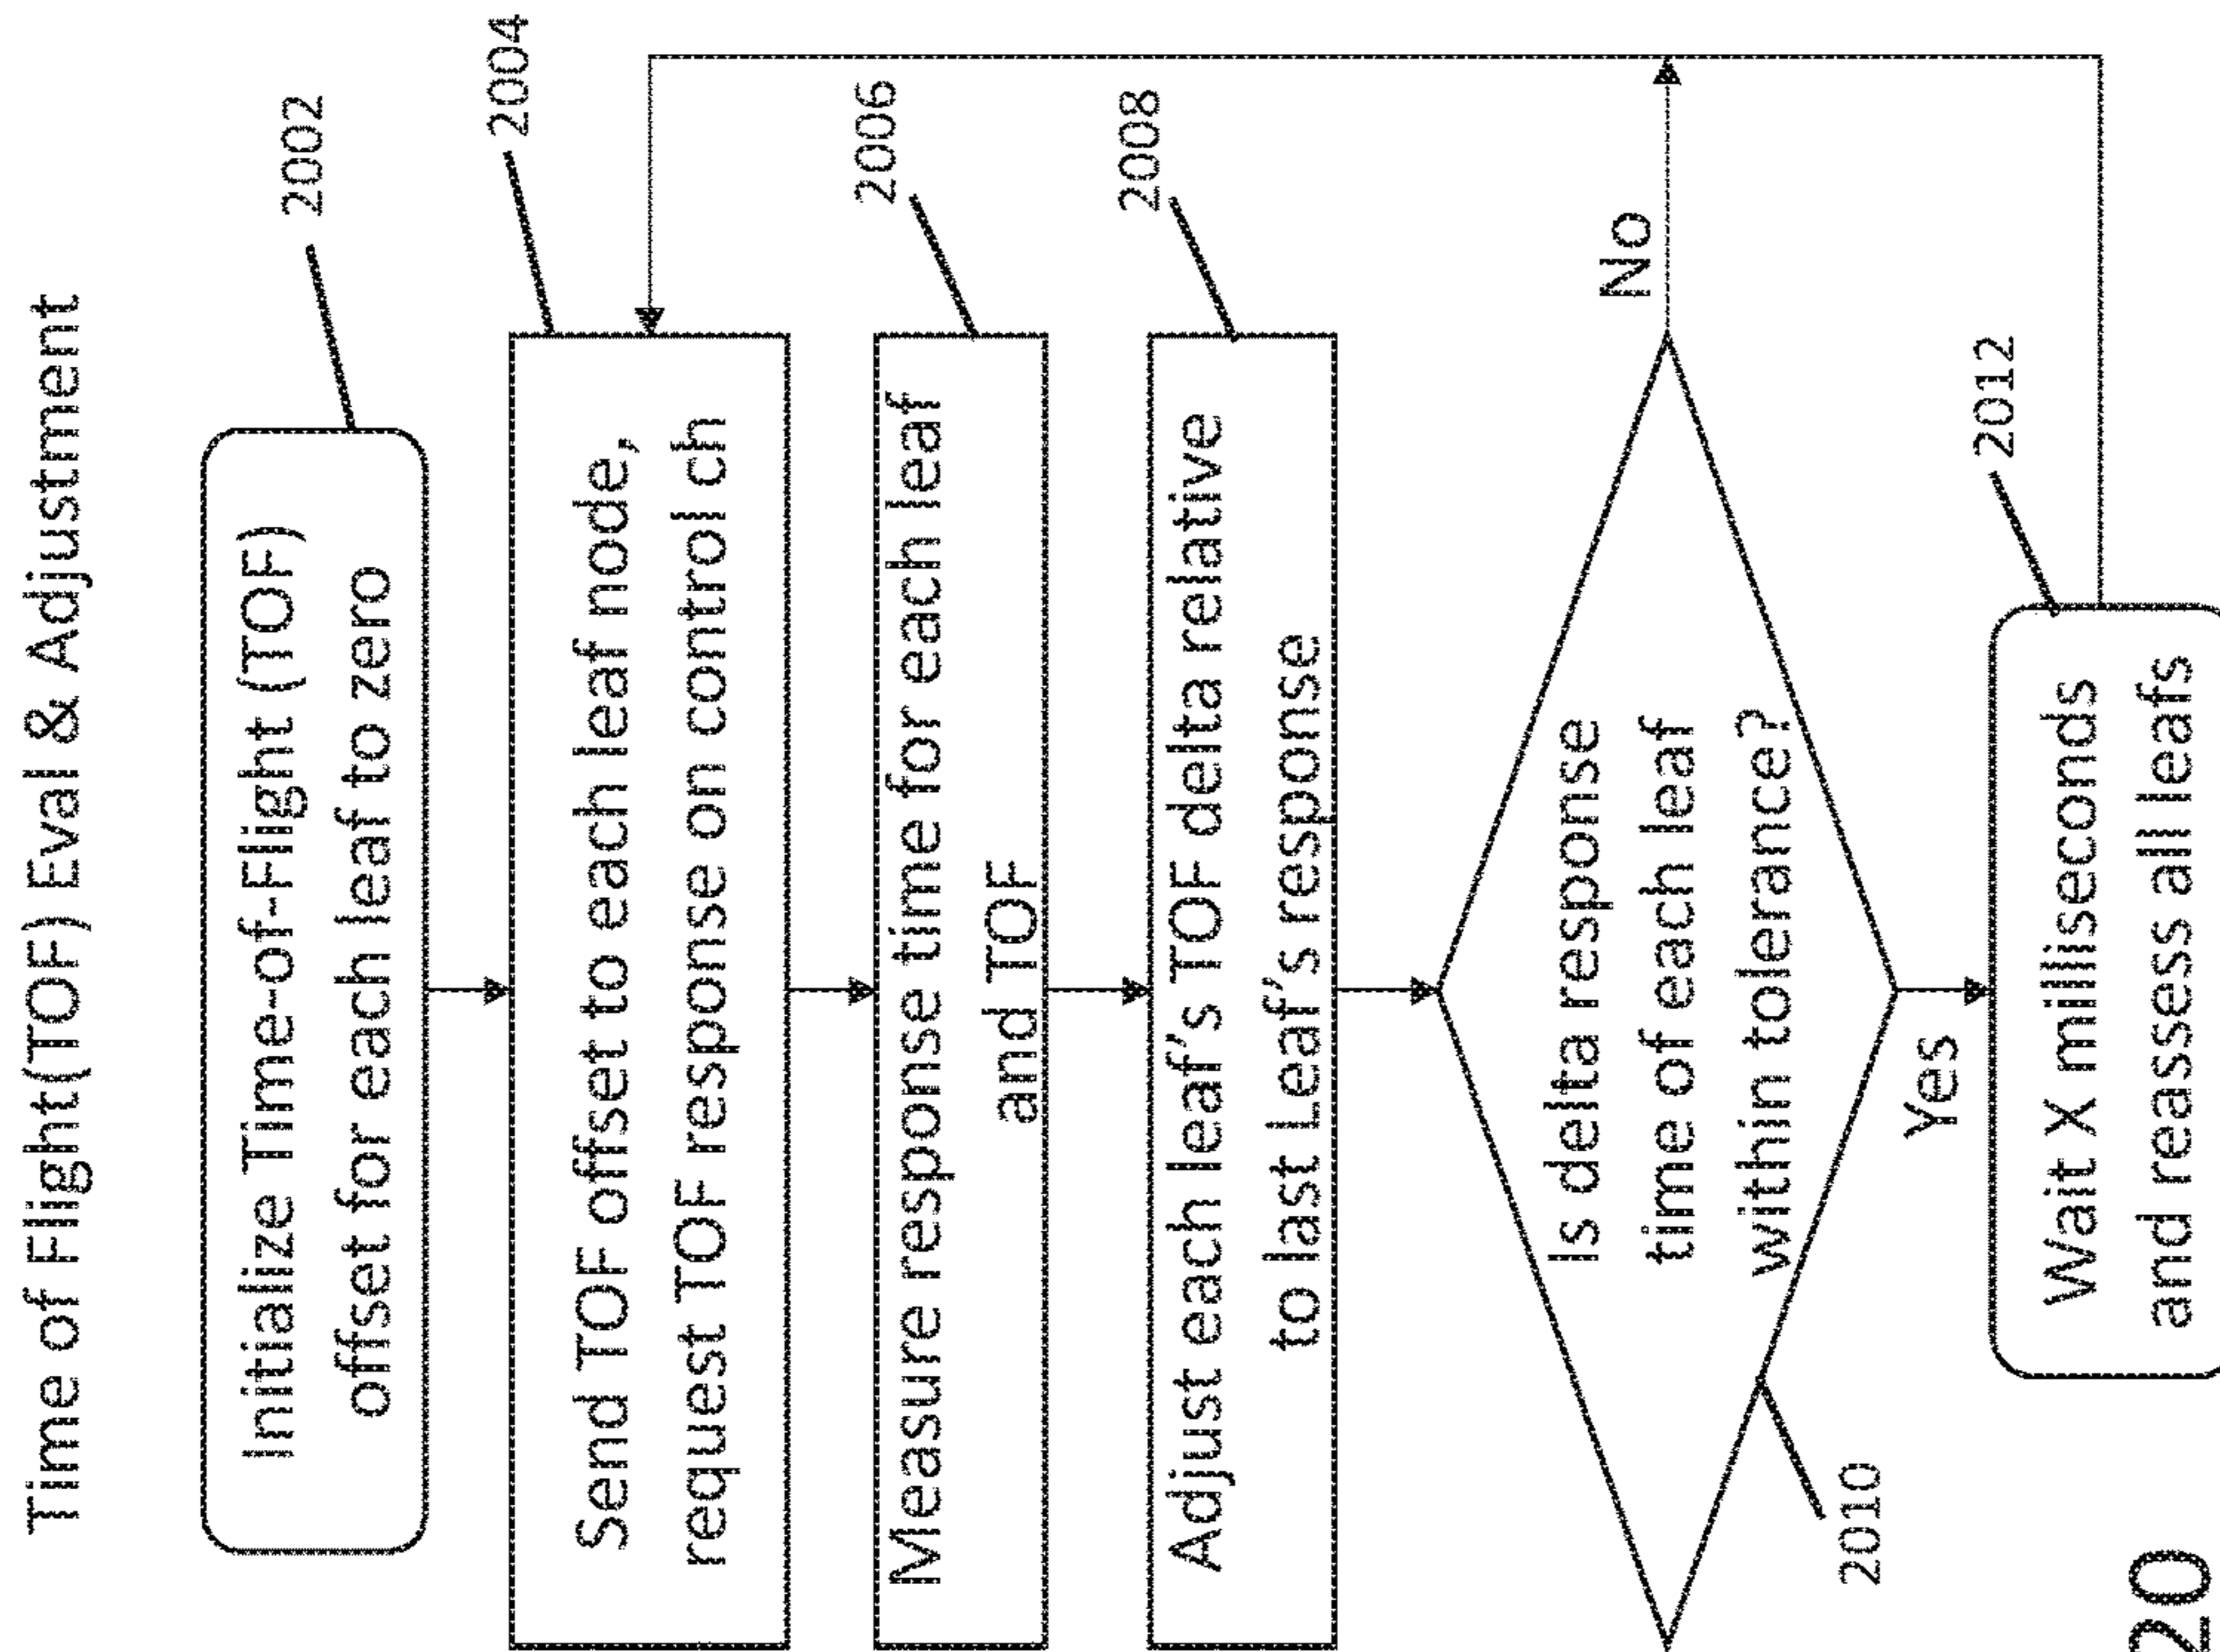 Time of Flight(TOF) Eval & Adjustment
2002
Initialize Time-of-Flight (TOF)
offset for each leaf to zero
2004
Send TOF offset to each leaf node,
request TOF response on control ch
2006
Measure response time for each leaf
and TOF
2008
Adjust each leaf's TOF delta relative
to last Leaf's response
Is delta response
time of each leaf
within tolerance?
No
2010
Yes
2012
Wait X milliseconds
and reassess all leafs
20